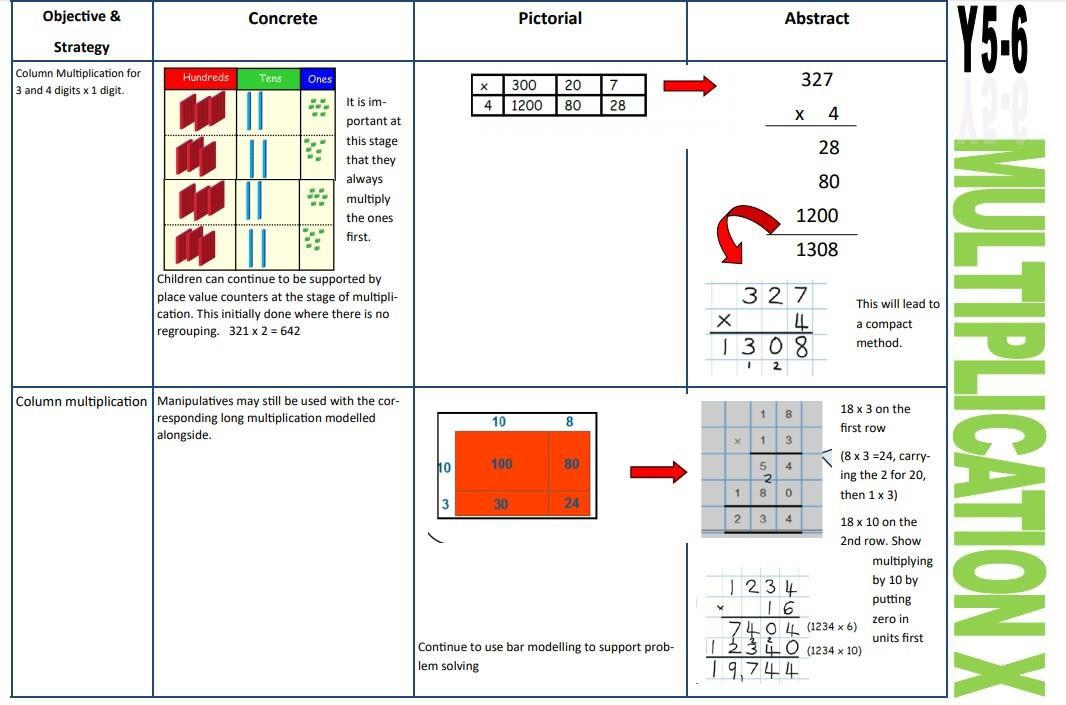 Objective &
Strategy
Concrete
Pictorial
Abstract
Y5-6
MULTIPLICATION X
Column Multiplication for
3 and 4 digits x 1 digit.
Hundreds Tens Ones
It is im-
portant at
this stage
that they
always
multiply
the ones
first.
Children can continue to be supported by
place value counters at the stage of multipli-
cation. This initially done where there is no
regrouping. 321 x 2 = 642
x 300 20 7
4 1200 80 28
327
x 4
28
80
1200
1308
3 2 7
x 4
1 3 0 8
1 2
This will lead to
a compact
method.
Column multiplication
Manipulatives may still be used with the cor-
responding long multiplication modelled
alongside.
10 8
10 100 80
3 30 24
Continue to use bar modelling to support prob-
lem solving
1 8
x 1 3
5 4
2
1 8 0
2 3 4
18 x 3 on the
first row
(8 x 3 =24, carry-
ing the 2 for 20,
then 1 x 3)
18 x 10 on the
2nd row. Show
multiplying
by 10 by
putting
zero in
units first
1 2 3 4
x 1 6
7 4 0 4 (1234 x 6)
2 2
1 2 3 4 0 (1234 x 10)
1 9,7 4 4